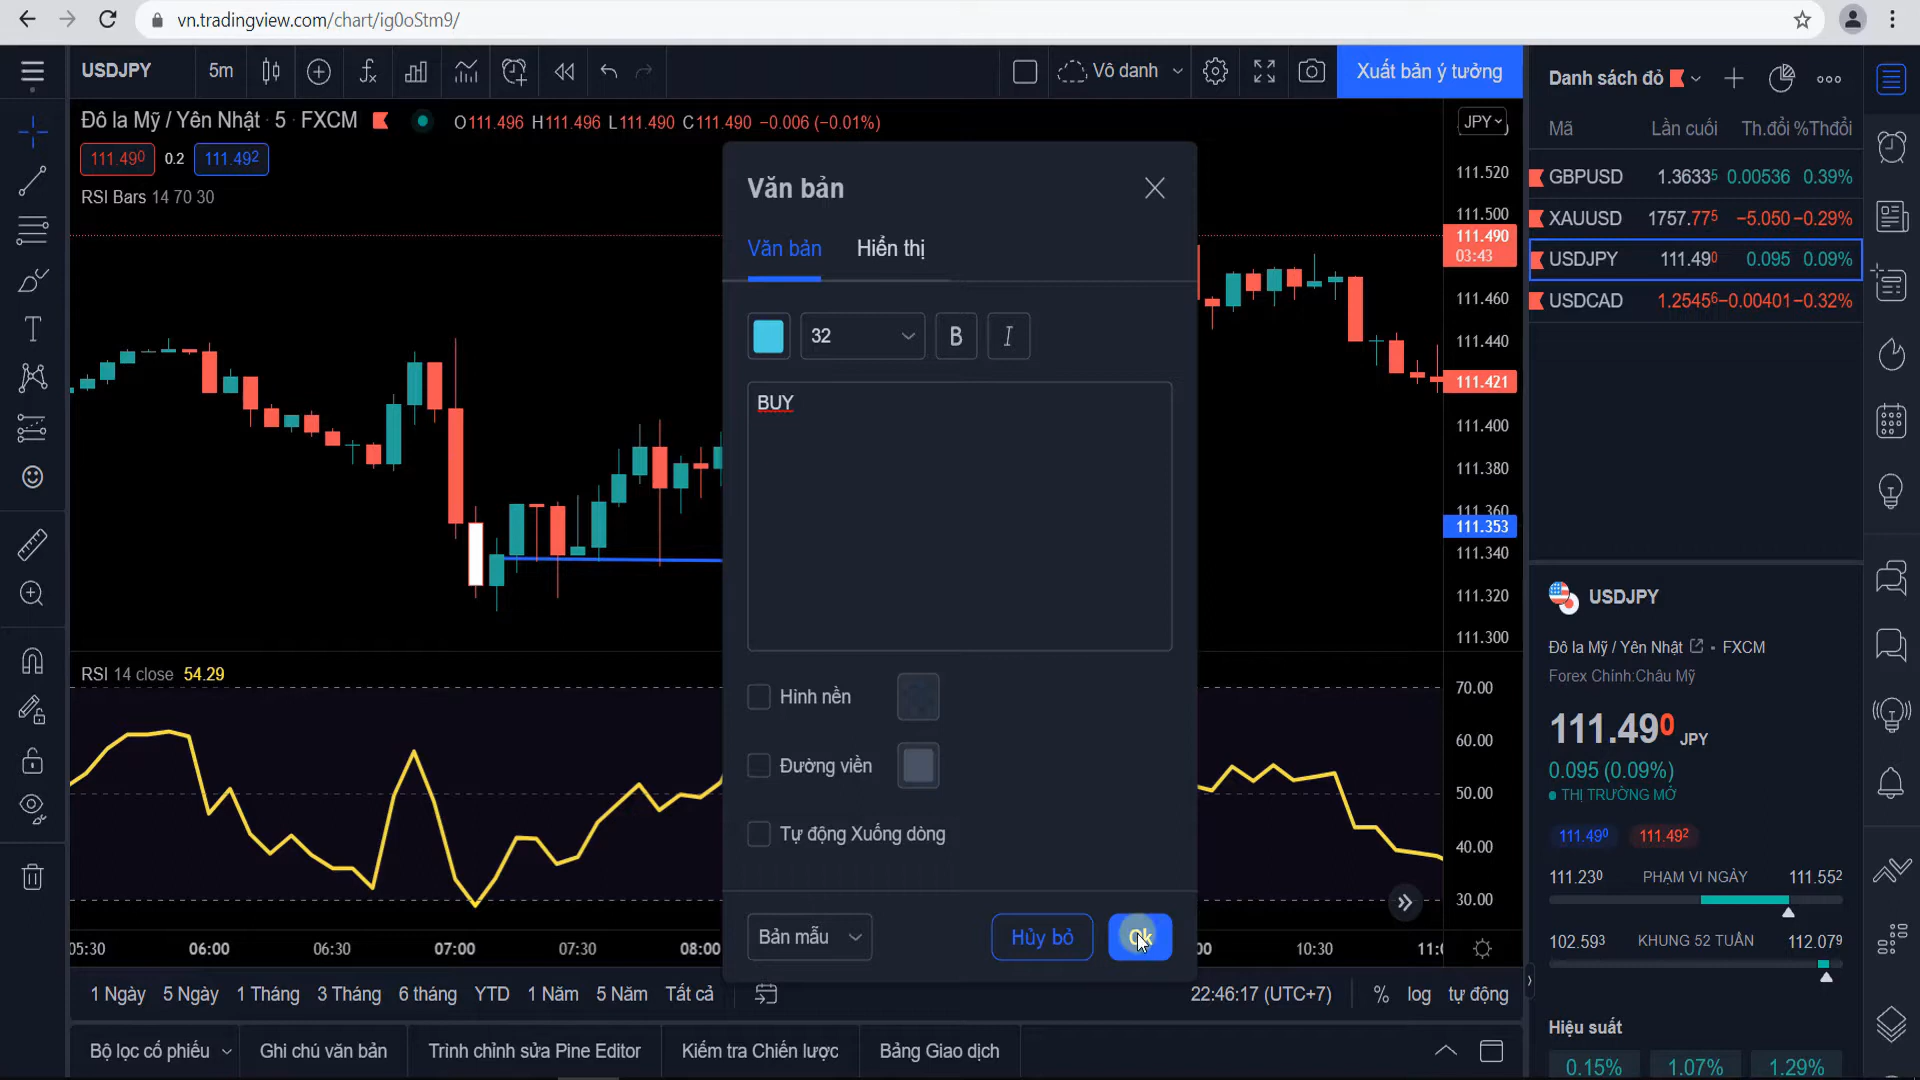 vn.tradingview.com/chart/ig0oStm9/
USDJPY 5m Vô danh Xuất bản ý tưởng
Đô la Mỹ / Yên Nhật · 5 · FXCM O111.496 H111.496 L111.490 C111.490 −0.006 (−0.01%)
111.490 0.2 111.492
RSI Bars 14 70 30
Văn bản
Văn bản Hiển thị
32 B I
BUY
Hình nền
Đường viền
Tự động Xuống dòng
Bản mẫu Hủy bỏ Ok
JPY
111.520
111.500
111.490
03:43
111.460
111.440
111.421
111.400
111.380
111.360
111.353
111.340
111.320
111.300
RSI 14 close 54.29
70.00
60.00
50.00
40.00
30.00
05:30 06:00 06:30 07:00 07:30 08:00 10:30
1 Ngày 5 Ngày 1 Tháng 3 Tháng 6 tháng YTD 1 Năm 5 Năm Tất cả 22:46:17 (UTC+7) % log tự động
Bộ lọc cổ phiếu Ghi chú văn bản Trình chỉnh sửa Pine Editor Kiểm tra Chiến lược Bảng Giao dịch
Danh sách đỏ
Mã Lần cuối Th.đổi %Thđổi
GBPUSD 1.36335 0.00536 0.39%
XAUUSD 1757.775 −5.050 −0.29%
USDJPY 111.490 0.095 0.09%
USDCAD 1.25456 −0.00401 −0.32%
USDJPY
Đô la Mỹ / Yên Nhật • FXCM
Forex Chính:Châu Mỹ
111.490 JPY
0.095 (0.09%)
THỊ TRƯỜNG MỞ
111.490 111.492
111.230 PHẠM VI NGÀY 111.552
102.593 KHUNG 52 TUẦN 112.079
Hiệu suất
0.15% 1.07% 1.29%